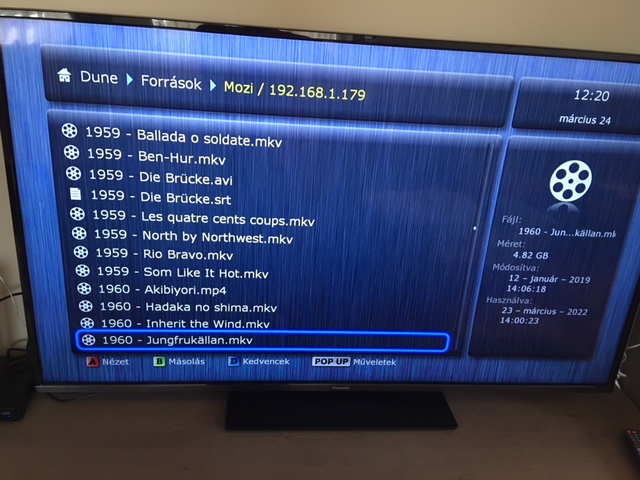 Dune Források Mozi / 192.168.1.179
12:20
március 24
1959 - Ballada o soldate.mkv
1959 - Ben-Hur.mkv
1959 - Die Brücke.avi
1959 - Die Brücke.srt
1959 - Les quatre cents coups.mkv
1959 - North by Northwest.mkv
1959 - Rio Bravo.mkv
1959 - Som Like It Hot.mkv
1960 - Akibiyori.mp4
1960 - Hadaka no shima.mkv
1960 - Inherit the Wind.mkv
1960 - Jungfrukällan.mkv
Fájl:
1960 - Jun...källan.mk
Méret:
4.82 GB
Módosítva:
12 – január – 2019
14:06:18
Használva:
23 – március – 2022
14:00:23
A Nézet B Másolás D Kedvencek POP UP Műveletek
Panasonic